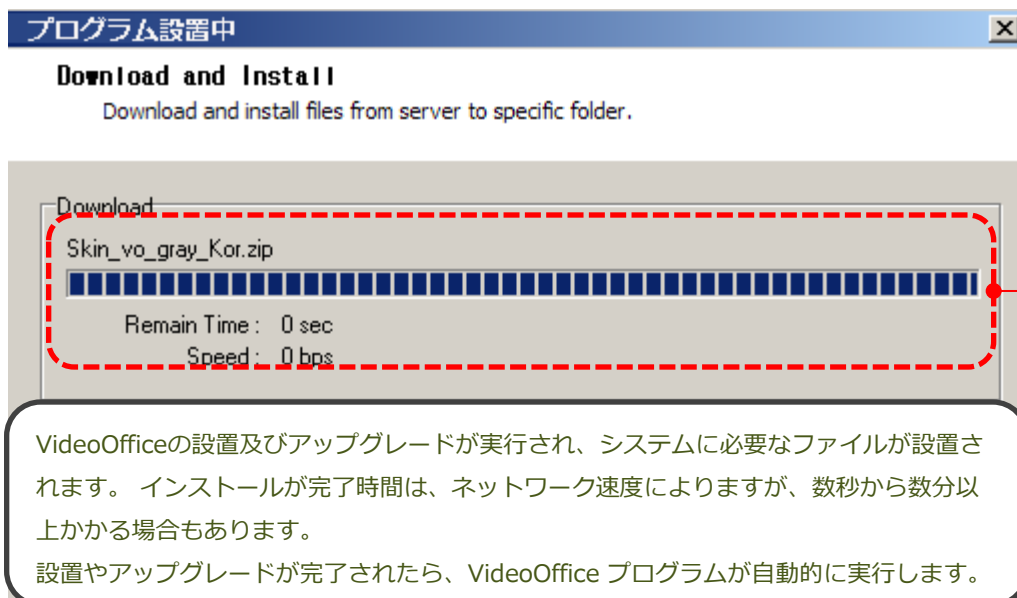 プログラム設置中
Download and Install
Download and install files from server to specific folder.
Download
Skin_vo_gray_Kor.zip
Remain Time : 0 sec
Speed : 0 bps
VideoOfficeの設置及びアップグレードが実行され、システムに必要なファイルが設置さ
れます。 インストールが完了時間は、ネットワーク速度によりますが、数秒から数分以
上かかる場合もあります。
設置やアップグレードが完了されたら、VideoOffice プログラムが自動的に実行します。